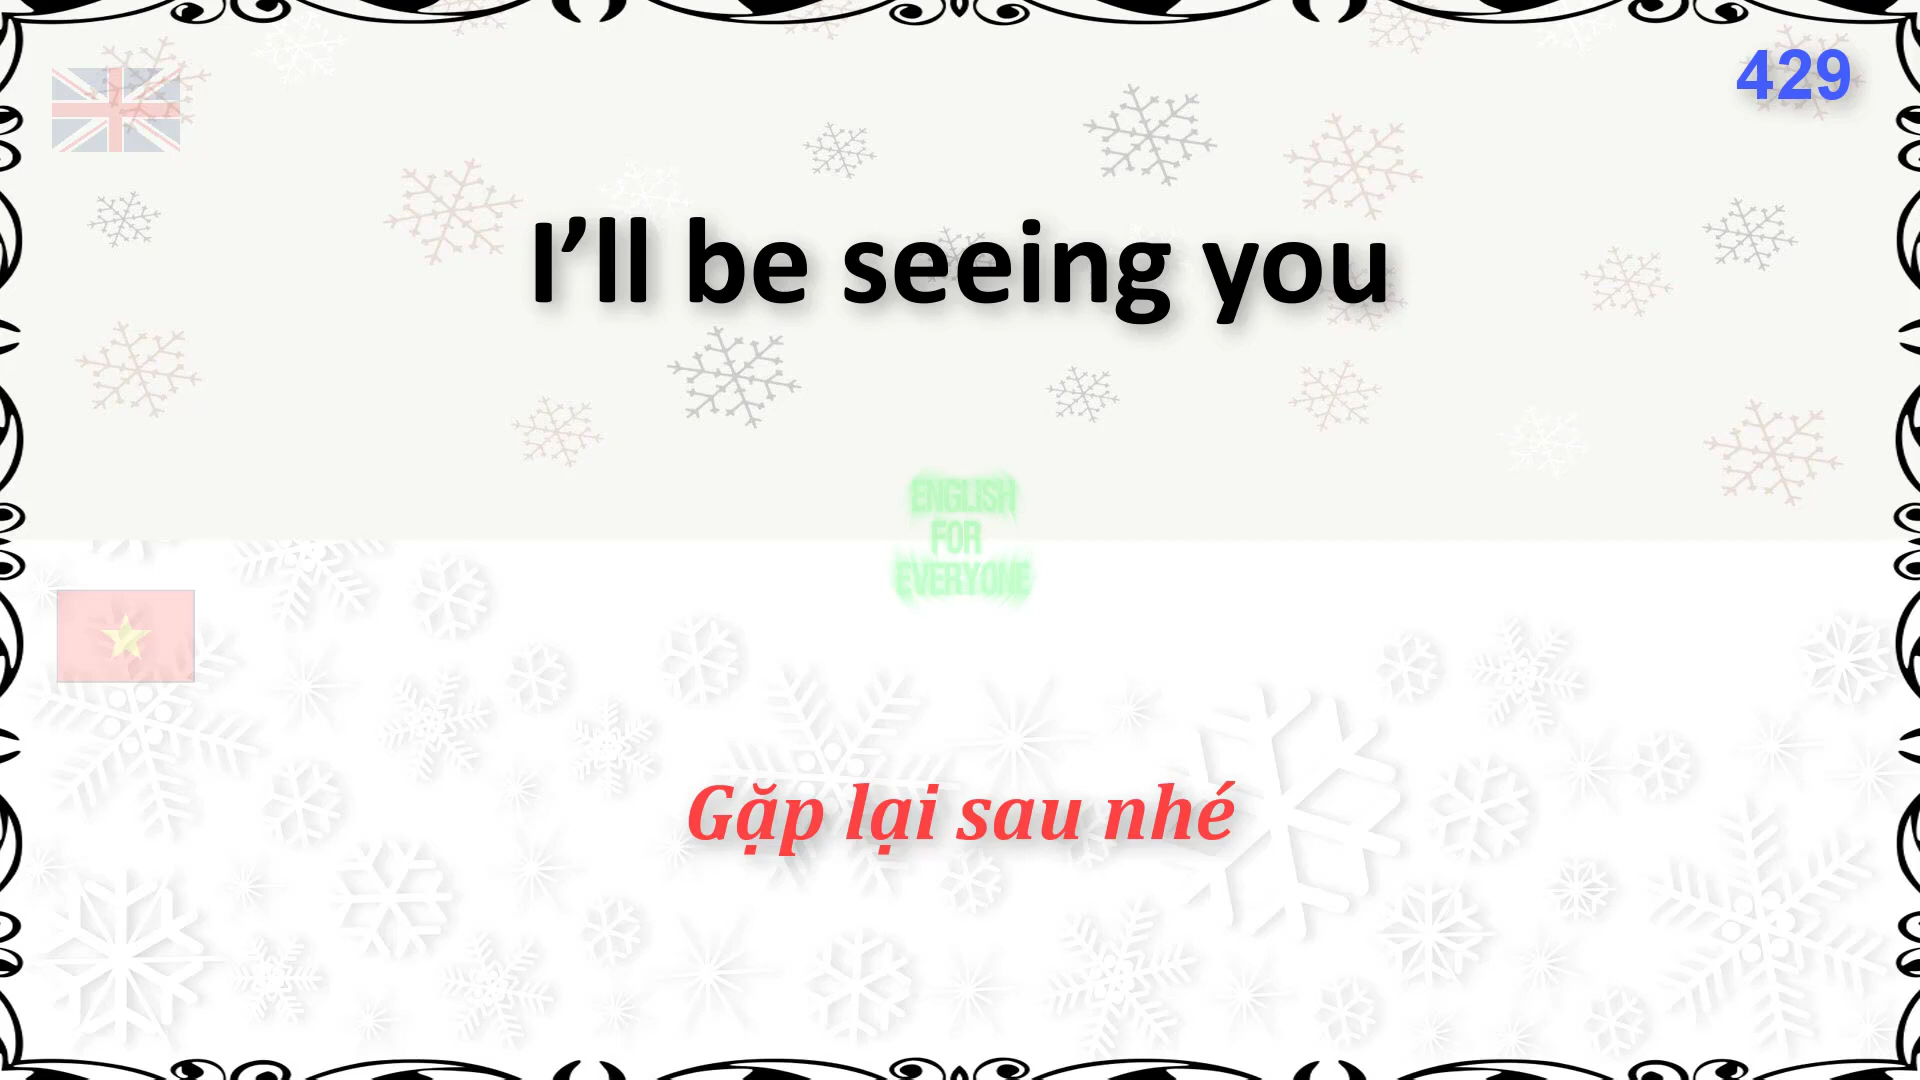 429
I’ll be seeing you
ENGLISH
FOR
EVERYONE
Gặp lại sau nhé